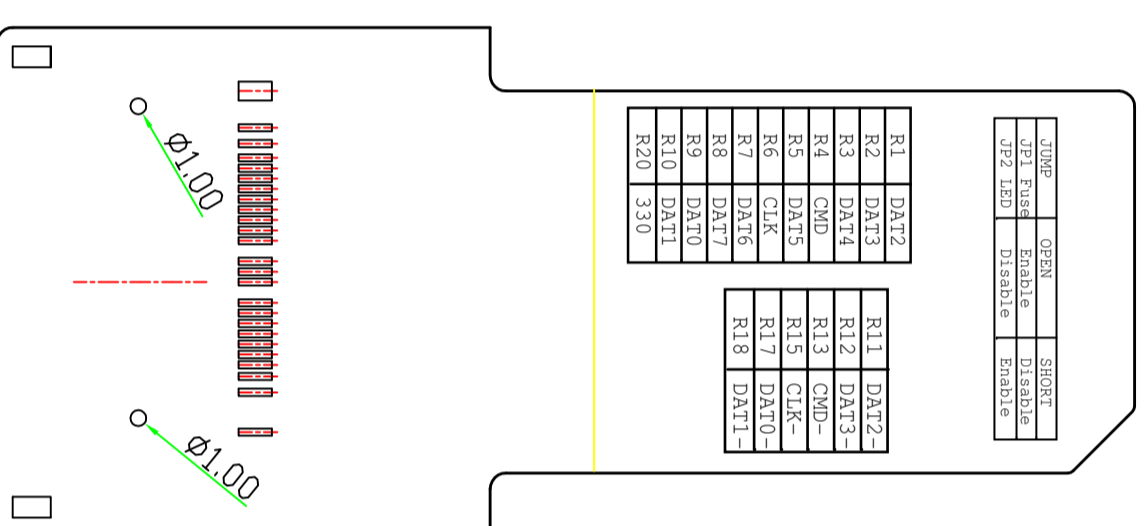 JUMP OPEN SHORT
JP1 Fuse Enable Disable
JP2 LED Disable Enable
R1 DAT2
R2 DAT3
R3 DAT4
R4 CMD
R5 DAT5
R6 CLK
R7 DAT6
R8 DAT7
R9 DAT0
R10 DAT1
R20 330
R11 DAT2-
R12 DAT3-
R13 CMD-
R15 CLK-
R17 DAT0-
R18 DAT1-
Ø1.00
Ø1.00